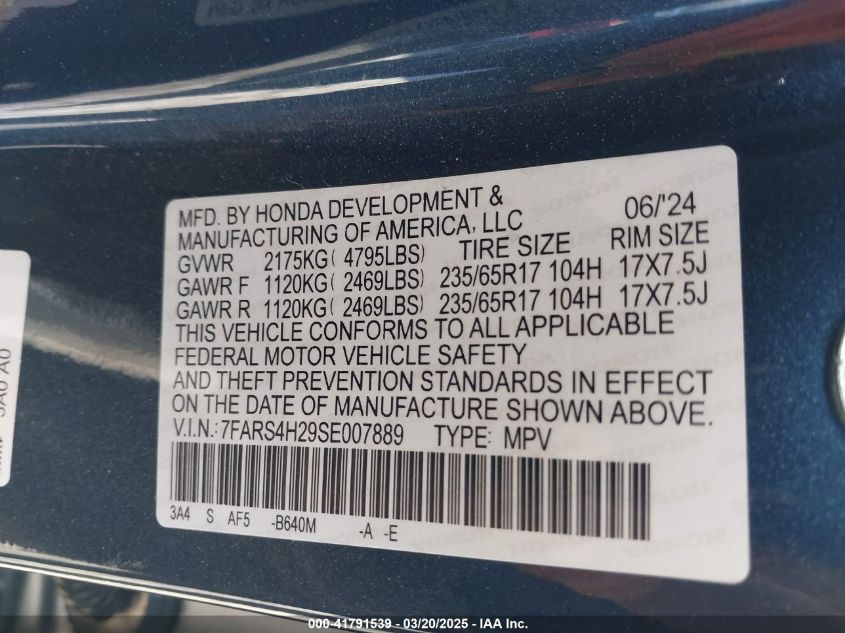 MFD. BY HONDA DEVELOPMENT & 06/'24
MANUFACTURING OF AMERICA, LLC
TIRE SIZE RIM SIZE
GVWR 2175KG( 4795LBS)
GAWR F 1120KG( 2469LBS) 235/65R17 104H 17X7.5J
GAWR R 1120KG( 2469LBS) 235/65R17 104H 17X7.5J
THIS VEHICLE CONFORMS TO ALL APPLICABLE
FEDERAL MOTOR VEHICLE SAFETY
AND THEFT PREVENTION STANDARDS IN EFFECT
ON THE DATE OF MANUFACTURE SHOWN ABOVE.
V.I.N.:7FARS4H29SE007889 TYPE: MPV
3A4 S AF5 -B640M -A -E
3A0 A0
000-41791539 - 03/20/2025 - IAA Inc.